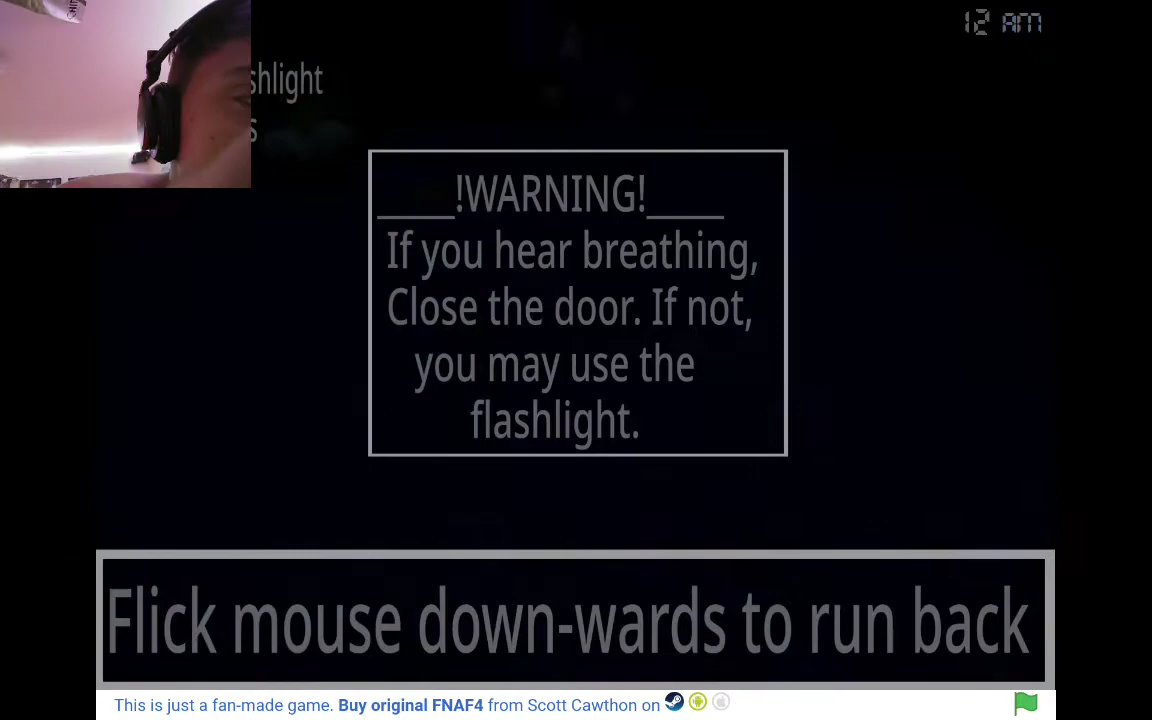 12 AM
shlight
s
____!WARNING!____
If you hear breathing,
Close the door. If not,
you may use the
flashlight.
Flick mouse down-wards to run back
This is just a fan-made game. Buy original FNAF4 from Scott Cawthon on